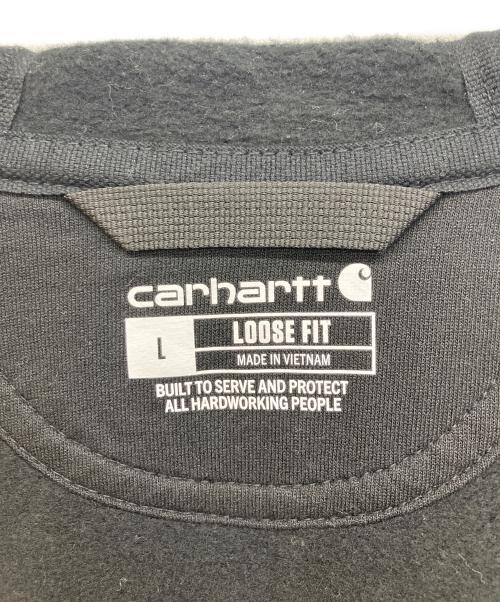 carhartt
L
LOOSE FIT
MADE IN VIETNAM
BUILT TO SERVE AND PROTECT
ALL HARDWORKING PEOPLE